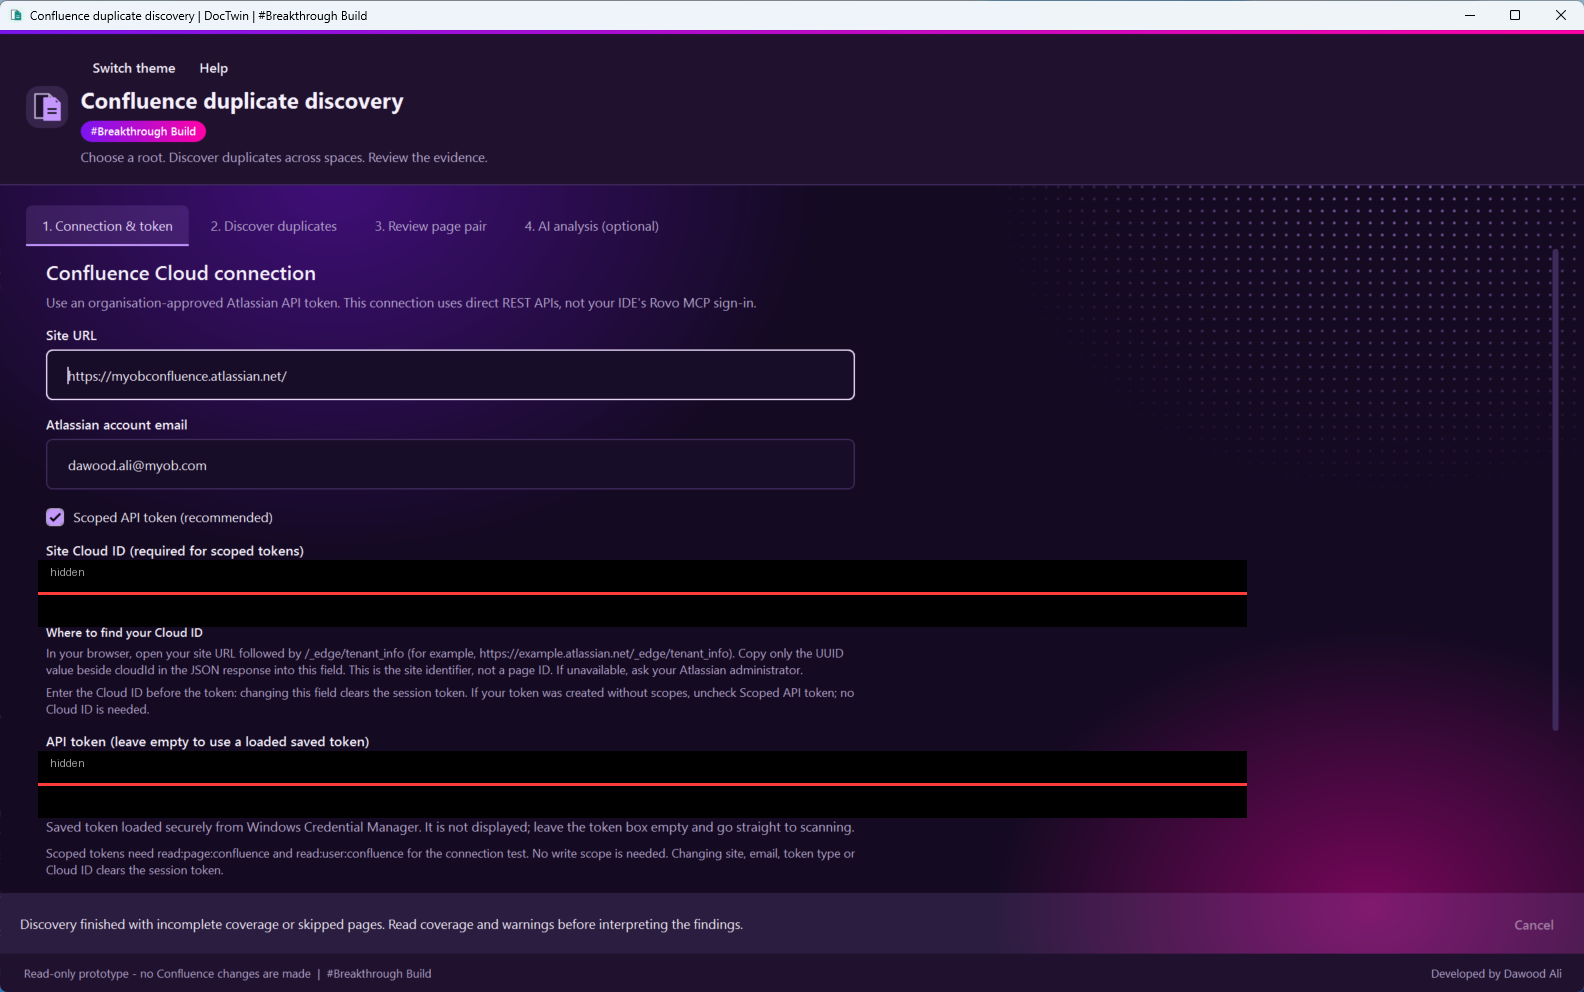 Confluence duplicate discovery | DocTwin | #Breakthrough Build
Switch theme Help
Confluence duplicate discovery
#Breakthrough Build
Choose a root. Discover duplicates across spaces. Review the evidence.
1. Connection & token 2. Discover duplicates 3. Review page pair 4. AI analysis (optional)
Confluence Cloud connection
Use an organisation-approved Atlassian API token. This connection uses direct REST APIs, not your IDE's Rovo MCP sign-in.
Site URL
https://myobconfluence.atlassian.net/
Atlassian account email
dawood.ali@myob.com
Scoped API token (recommended)
Site Cloud ID (required for scoped tokens)
hidden
Where to find your Cloud ID
In your browser, open your site URL followed by /_edge/tenant_info (for example, https://example.atlassian.net/_edge/tenant_info). Copy only the UUID
value beside cloudId in the JSON response into this field. This is the site identifier, not a page ID. If unavailable, ask your Atlassian administrator.
Enter the Cloud ID before the token: changing this field clears the session token. If your token was created without scopes, uncheck Scoped API token; no
Cloud ID is needed.
API token (leave empty to use a loaded saved token)
hidden
Saved token loaded securely from Windows Credential Manager. It is not displayed; leave the token box empty and go straight to scanning.
Scoped tokens need read:page:confluence and read:user:confluence for the connection test. No write scope is needed. Changing site, email, token type or
Cloud ID clears the session token.
Discovery finished with incomplete coverage or skipped pages. Read coverage and warnings before interpreting the findings.
Cancel
Read-only prototype - no Confluence changes are made | #Breakthrough Build
Developed by Dawood Ali